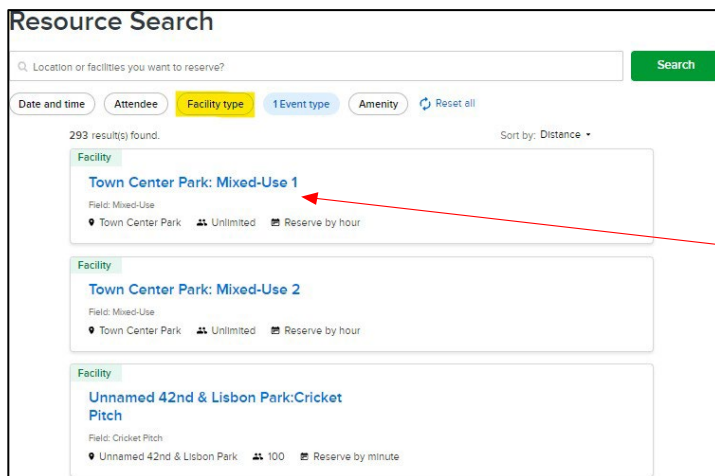 Resource Search
Location or facilities you want to reserve?
Search
Date and time Attendee Facility type 1 Event type Amenity Reset all
293 result(s) found. Sort by: Distance
Facility
Town Center Park: Mixed-Use 1
Field: Mixed-Use
Town Center Park Unlimited Reserve by hour
Facility
Town Center Park: Mixed-Use 2
Field: Mixed-Use
Town Center Park Unlimited Reserve by hour
Facility
Unnamed 42nd & Lisbon Park:Cricket
Pitch
Field: Cricket Pitch
Unnamed 42nd & Lisbon Park 100 Reserve by minute